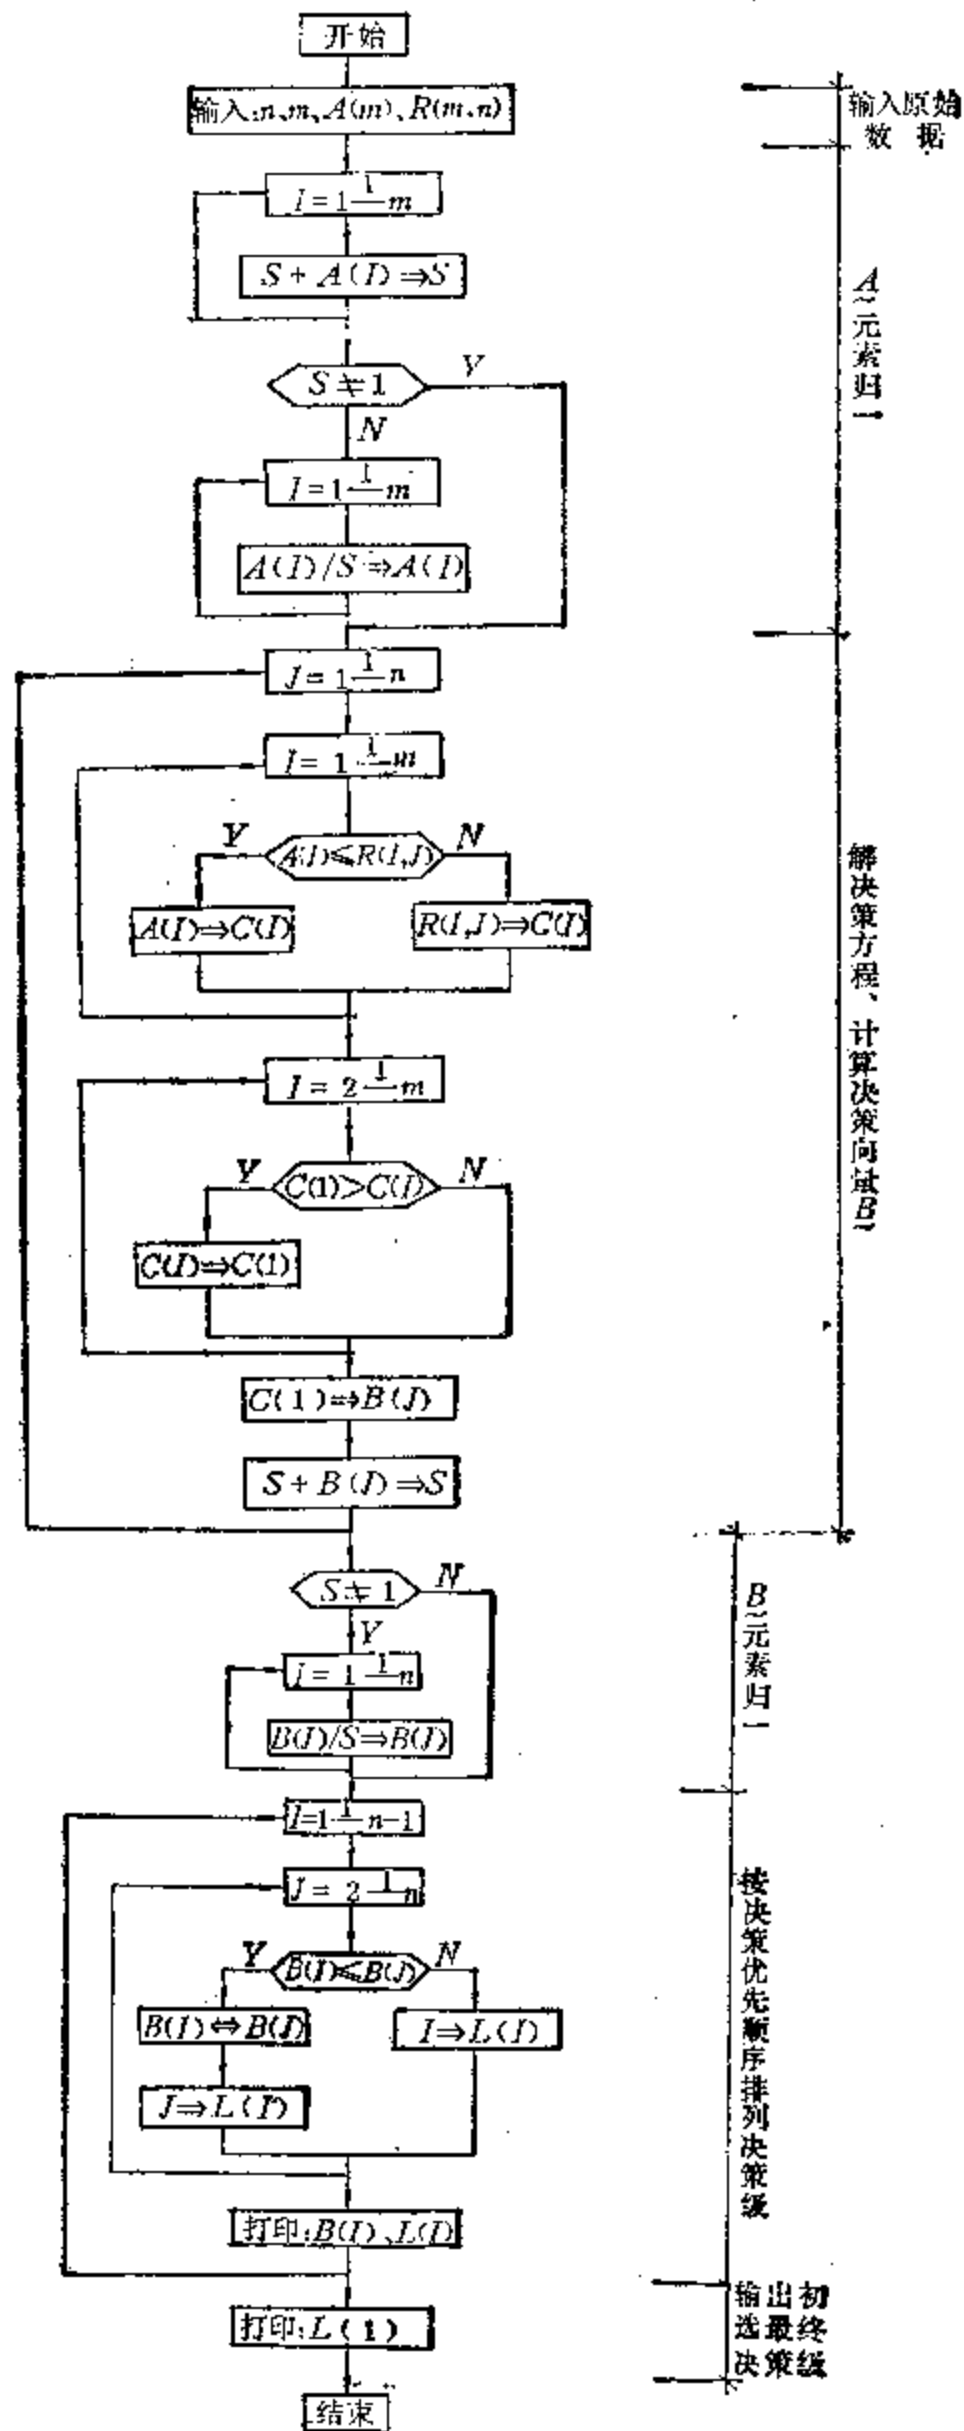 开始
输入:n、m、A(m)、R(m、n)
I = 1 1/— m
S + A(I) ⇒ S
S ≠ 1
Y
N
I = 1 1/— m
A(I)/S ⇒ A(I)
J = 1 1/— n
I = 1 1/— m
Y
A(I)≤R(I,J)
N
A(I)⇒C(I)
R(I,J)⇒C(I)
I = 2 1/— m
Y
C(1)>C(I)
N
C(I)⇒C(1)
C(1)⇒B(J)
S + B(J) ⇒ S
S ≠ 1
N
Y
J = 1 1/— n
B(J)/S⇒B(J)
I=1 1/— n-1
J = 2 1/— n
Y
B(I)≤B(J)
N
B(I)⇔B(J)
I⇒L(I)
J⇒L(I)
打印:B(I)、L(I)
打印:L(1)
结束
输入原始
数据
A元素归一
解决策方程、计算决策向量B
B元素归一
按决策优先顺序排列决策级
输出初
选最终
决策级